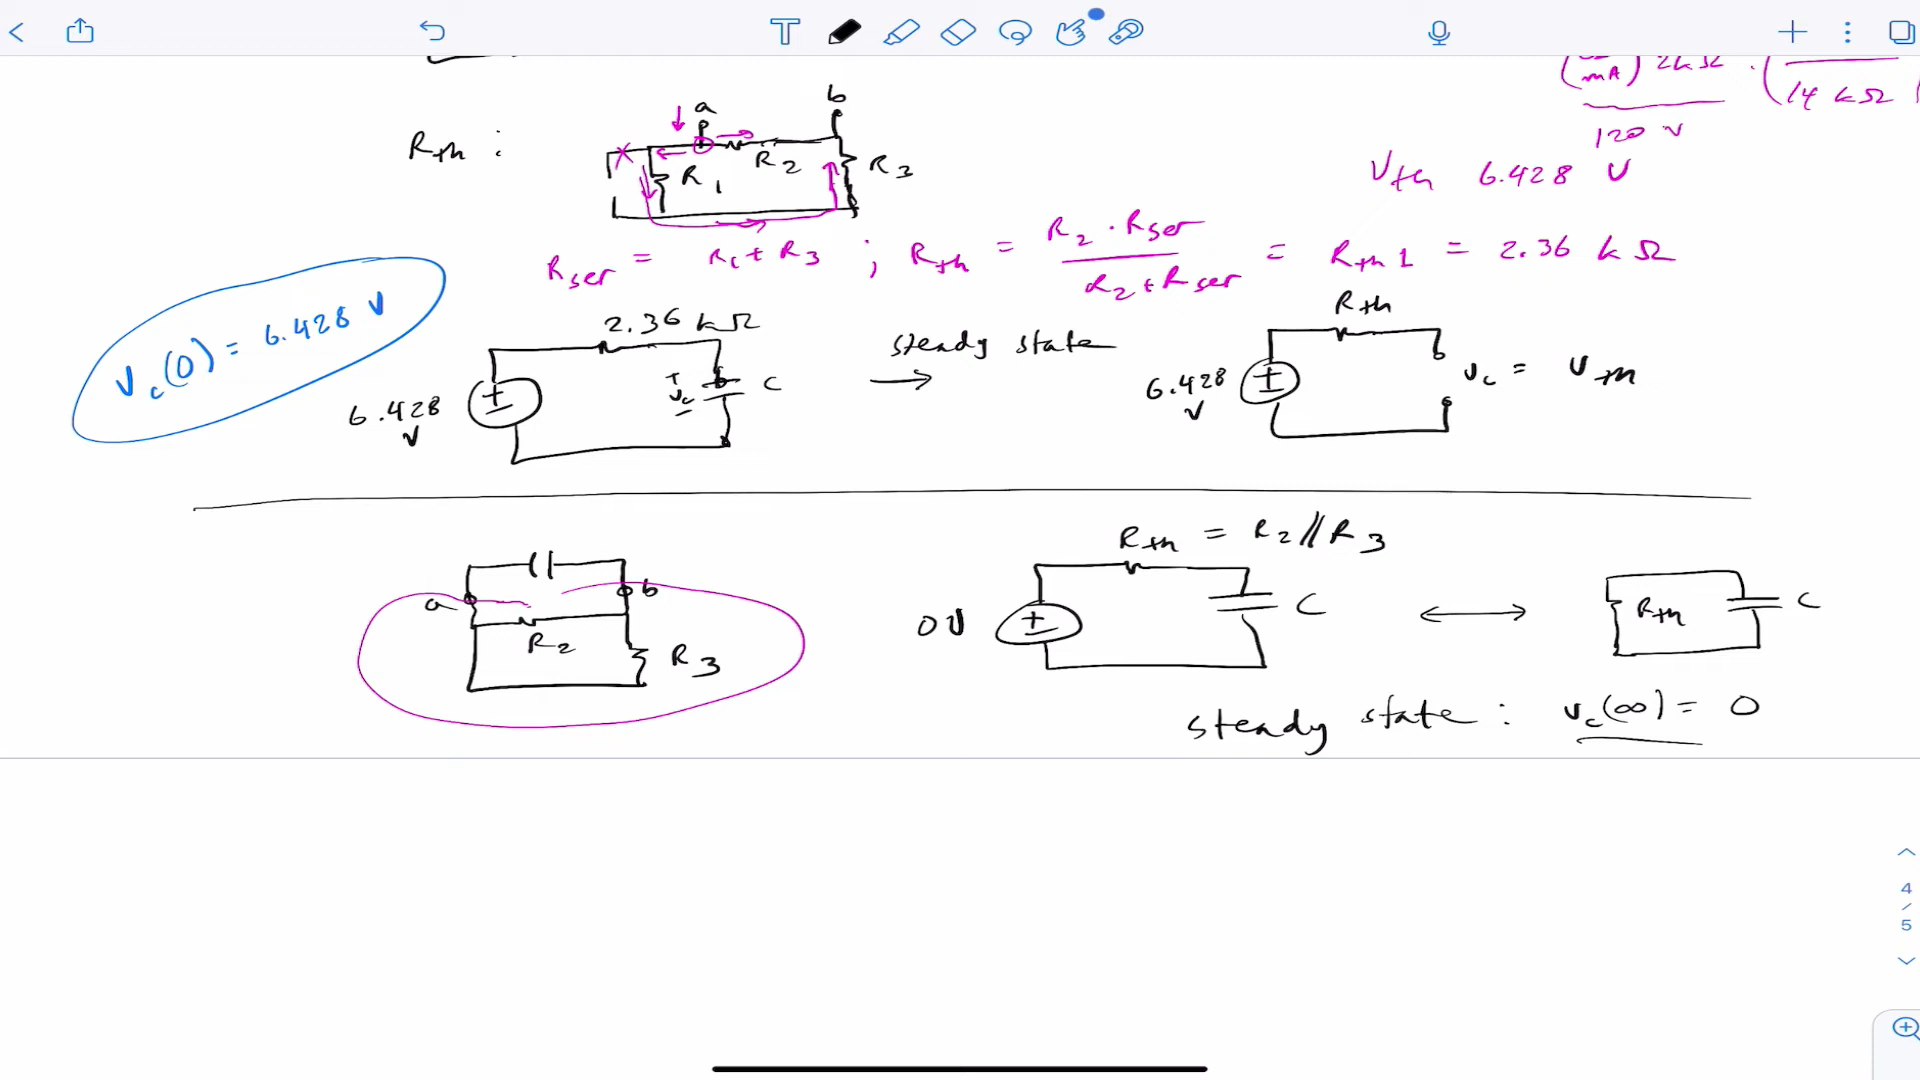 ( mA ) 2kΩ . (
14 kΩ
120 V
a
b
Rth :
R1
R2
R3
Vth 6.428 V
Rser = R1 + R3 ; Rth = R2 . Rser / R2 + Rser = Rth1 = 2.36 kΩ
Vc(0) = 6.428 V
2.36 kΩ
6.428
V
+
Vc
-
C
steady state
→
Rth
6.428
V
Vc = Vth
a
b
R2
R3
Rth = R2 // R3
0V
C
Rth
C
steady state : Vc(∞) = 0
4
/
5